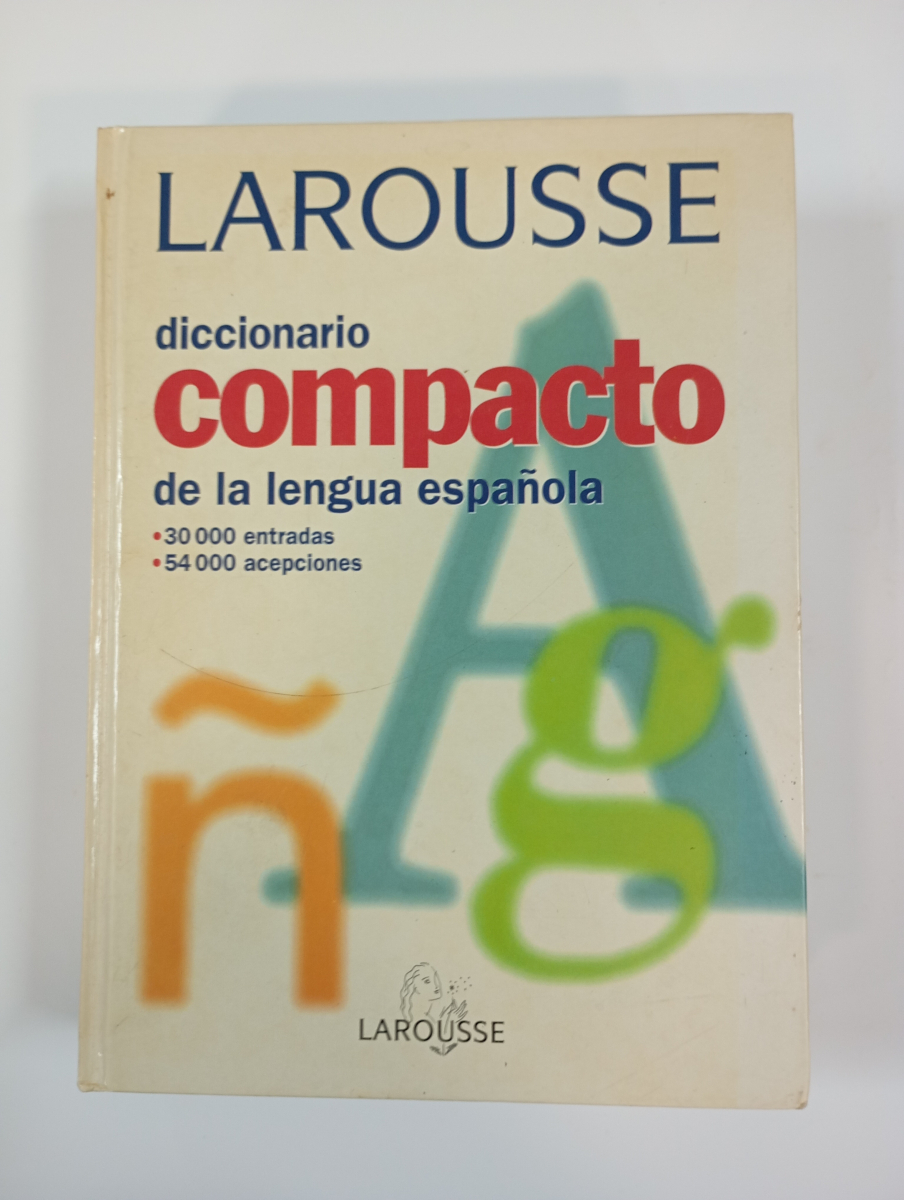 LAROUSSE
diccionario
compacto
de la lengua española
•30 000 entradas
•54 000 acepciones
A
g
ñ
LAROUSSE